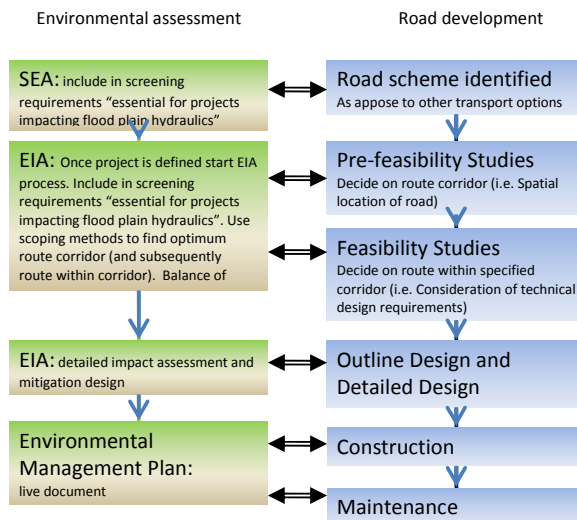 Environmental assessment
SEA: include in screening
requirements “essential for projects
impacting flood plain hydraulics”
EIA: Once project is defined start EIA
process. Include in screening
requirements “essential for projects
impacting flood plain hydraulics”. Use
scoping methods to find optimum
route corridor (and subsequently
route within corridor). Balance of
EIA: detailed impact assessment and
mitigation design
Environmental
Management Plan:
live document
Road development
Road scheme identified
As appose to other transport options
Pre-feasibility Studies
Decide on route corridor (i.e. Spatial
location of road)
Feasibility Studies
Decide on route within specified
corridor (i.e. Consideration of technical
design requirements)
Outline Design and
Detailed Design
Construction
Maintenance